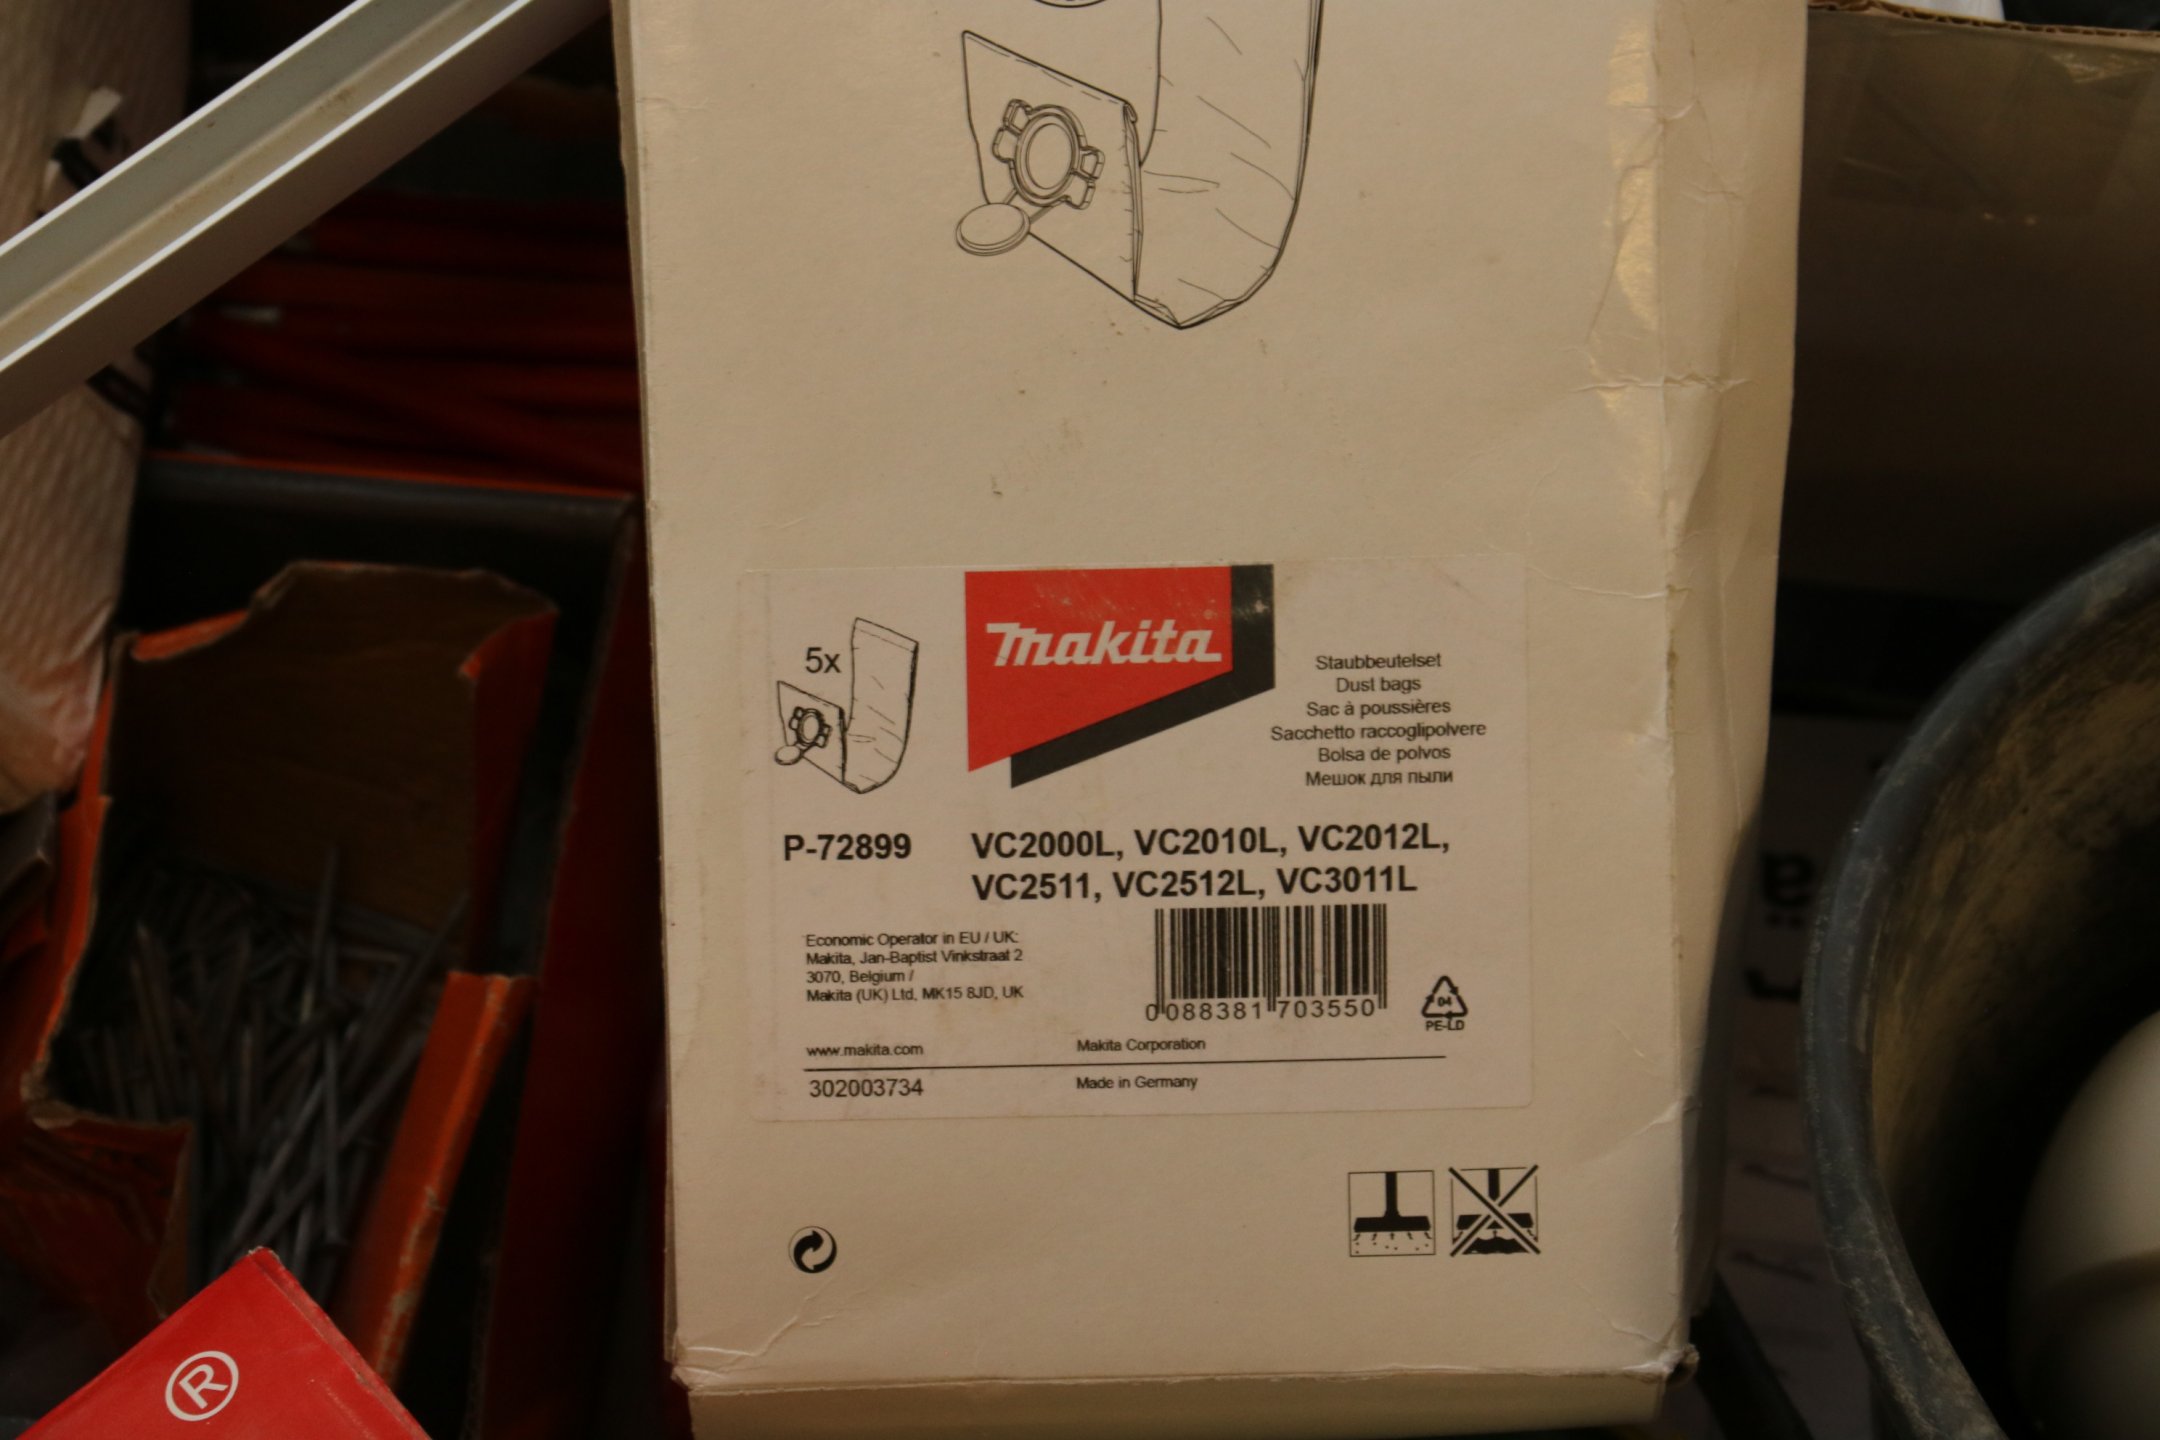 makita
5x
Staubbeutelset
Dust bags
Sac à poussières
Sacchetto raccoglipolvere
Bolsa de polvos
Мешок для пыли
P-72899
VC2000L, VC2010L, VC2012L,
VC2511, VC2512L, VC3011L
Economic Operator in EU / UK:
Makita, Jan-Baptist Vinkstraat 2
3070, Belgium /
Makita (UK) Ltd, MK15 8JD, UK
0 088381 703550
04
PE-LD
www.makita.com
Makita Corporation
302003734
Made in Germany
®